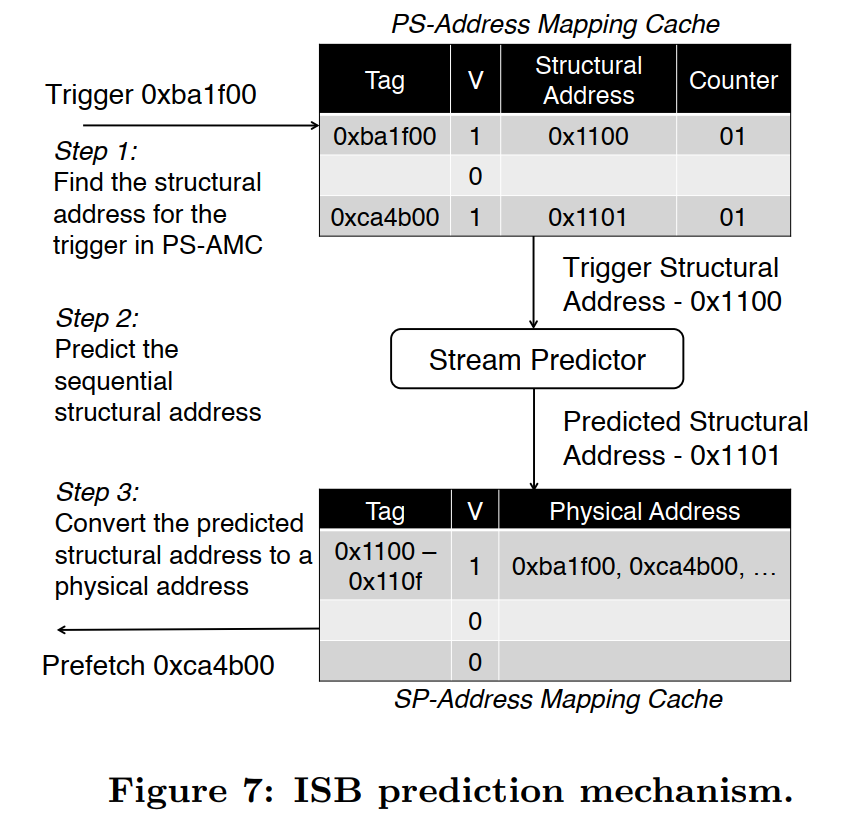 PS-Address Mapping Cache
Tag V Structural Address Counter
Trigger 0xba1f00
0xba1f00 1 0x1100 01
0
0xca4b00 1 0x1101 01
Step 1:
Find the structural
address for the
trigger in PS-AMC
Trigger Structural
Address - 0x1100
Step 2:
Predict the
sequential
structural address
Stream Predictor
Predicted Structural
Address - 0x1101
Step 3:
Convert the predicted
structural address to a
physical address
Tag V Physical Address
0x1100 –
0x110f
1 0xba1f00, 0xca4b00, …
0
0
Prefetch 0xca4b00
SP-Address Mapping Cache
Figure 7: ISB prediction mechanism.